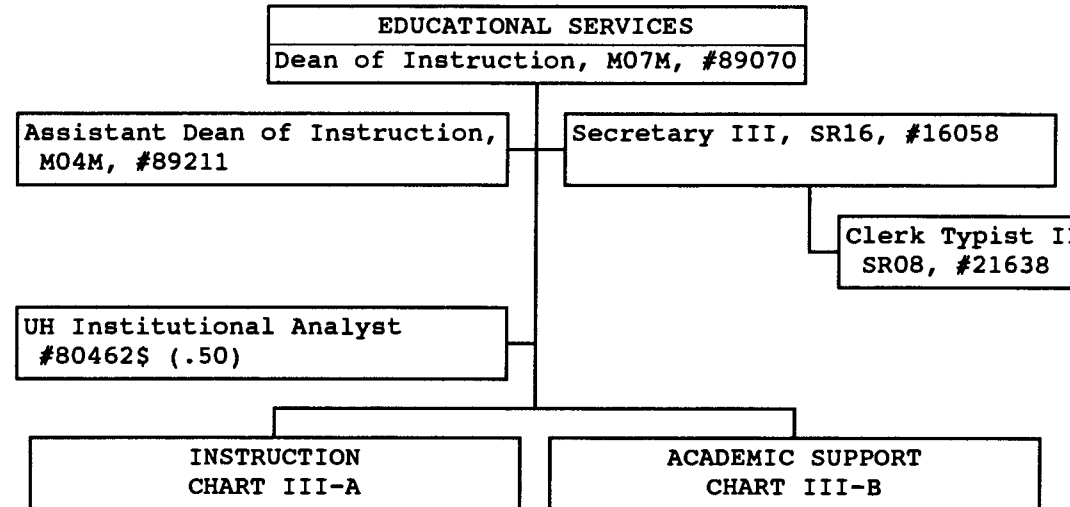 EDUCATIONAL SERVICES
Dean of Instruction, M07M, #89070
Assistant Dean of Instruction,
M04M, #89211
Secretary III, SR16, #16058
Clerk Typist II
SR08, #21638
UH Institutional Analyst
#80462$ (.50)
INSTRUCTION
CHART III-A
ACADEMIC SUPPORT
CHART III-B